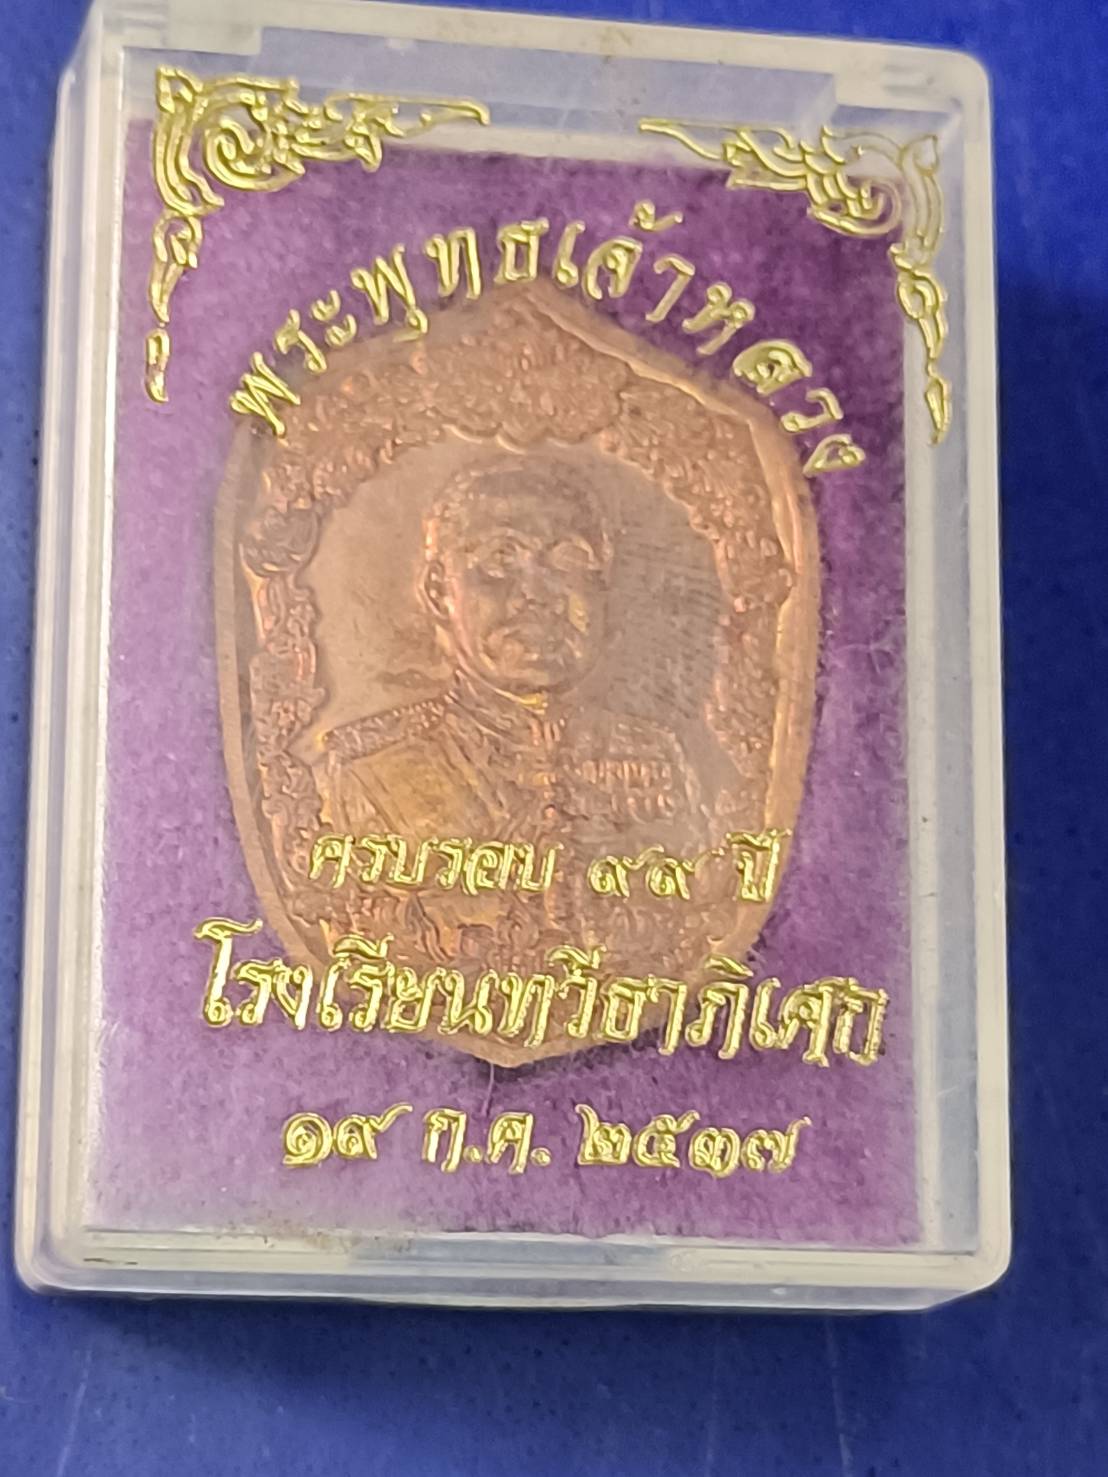 พระพุทธเจ้าหลวง
ครบรอบ ๙๙ ปี
โรงเรียนทวีธาภิเศก
๑๙ ก.ค. ๒๕๓๗